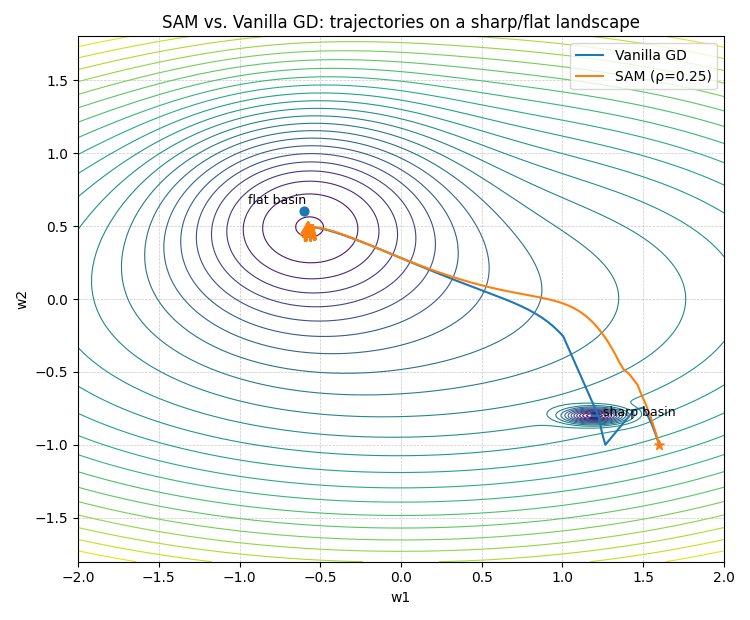 SAM vs. Vanilla GD: trajectories on a sharp/flat landscape
Vanilla GD
SAM (ρ=0.25)
1.5
1.0
0.5
0.0
−0.5
−1.0
−1.5
w2
flat basin
sharp basin
−2.0 −1.5 −1.0 −0.5 0.0 0.5 1.0 1.5 2.0
w1